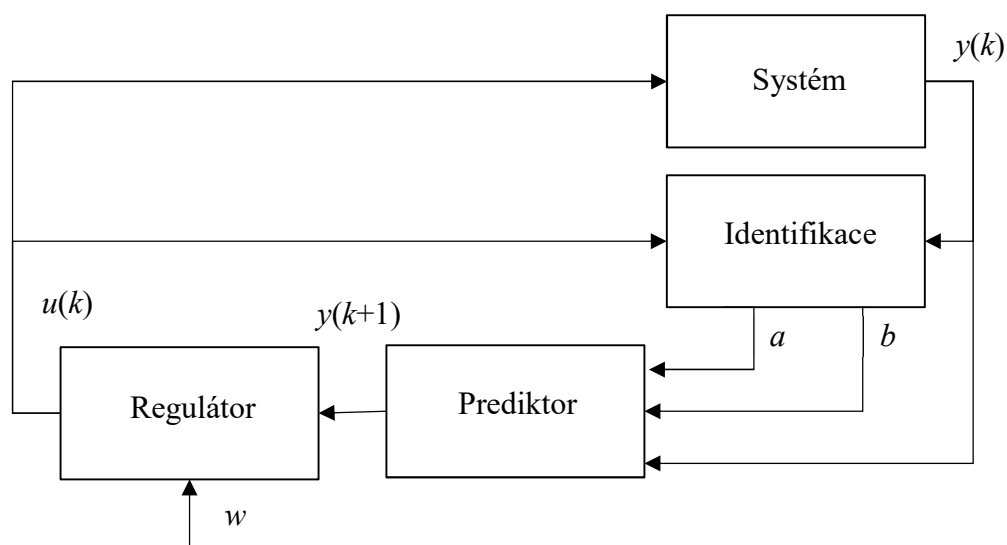 y(k)
Systém
Identifikace
u(k)
y(k+1)
a
b
Regulátor
Prediktor
w